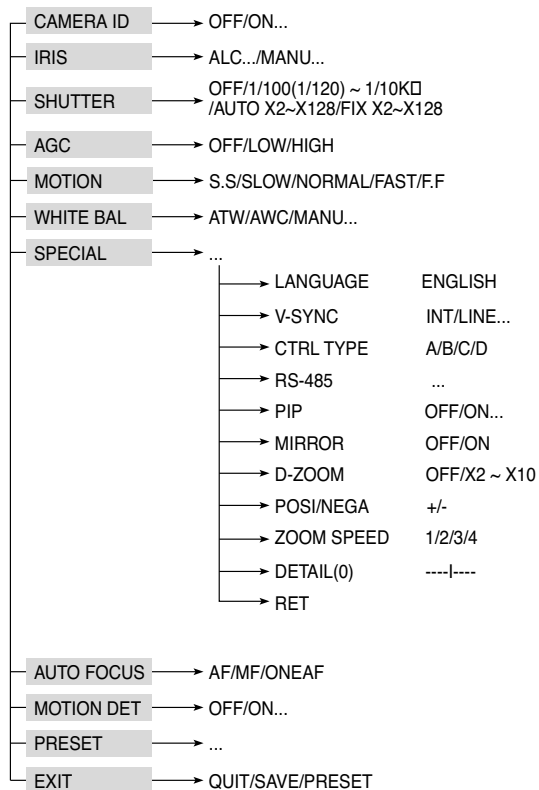 CAMERA ID OFF/ON...
IRIS ALC.../MANU...
SHUTTER OFF/1/100(1/120) ~ 1/10K□
/AUTO X2~X128/FIX X2~X128
AGC OFF/LOW/HIGH
MOTION S.S/SLOW/NORMAL/FAST/F.F
WHITE BAL ATW/AWC/MANU...
SPECIAL ...
LANGUAGE ENGLISH
V-SYNC INT/LINE...
CTRL TYPE A/B/C/D
RS-485 ...
PIP OFF/ON...
MIRROR OFF/ON
D-ZOOM OFF/X2 ~ X10
POSI/NEGA +/-
ZOOM SPEED 1/2/3/4
DETAIL(0) ----I----
RET
AUTO FOCUS AF/MF/ONEAF
MOTION DET OFF/ON...
PRESET ...
EXIT QUIT/SAVE/PRESET